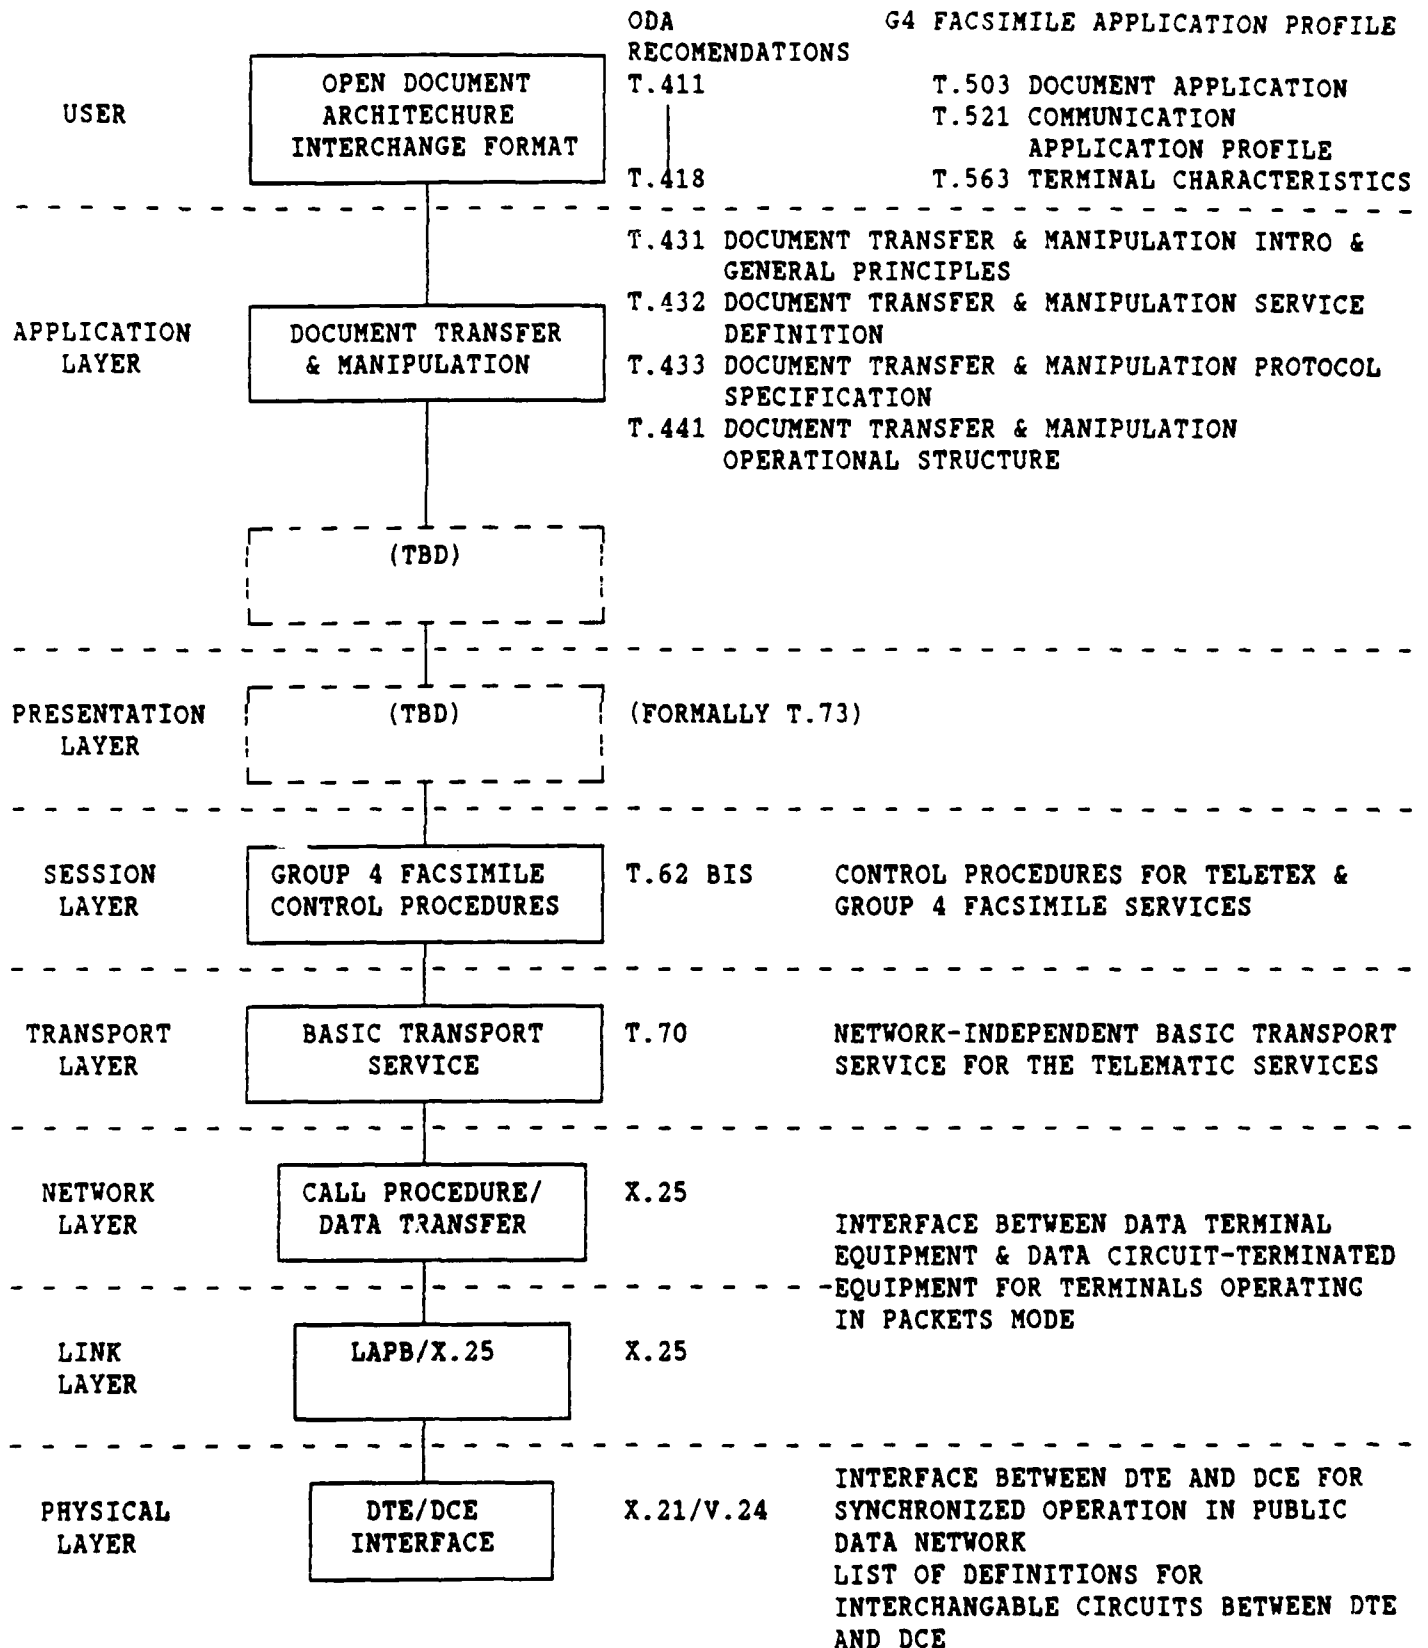 ODA G4 FACSIMILE APPLICATION PROFILE
RECOMENDATIONS
OPEN DOCUMENT
ARCHITECHURE
INTERCHANGE FORMAT
USER
T.411
T.418
T.503 DOCUMENT APPLICATION
T.521 COMMUNICATION
APPLICATION PROFILE
T.563 TERMINAL CHARACTERISTICS
APPLICATION
LAYER
DOCUMENT TRANSFER
& MANIPULATION
T.431 DOCUMENT TRANSFER & MANIPULATION INTRO &
GENERAL PRINCIPLES
T.432 DOCUMENT TRANSFER & MANIPULATION SERVICE
DEFINITION
T.433 DOCUMENT TRANSFER & MANIPULATION PROTOCOL
SPECIFICATION
T.441 DOCUMENT TRANSFER & MANIPULATION
OPERATIONAL STRUCTURE
(TBD)
PRESENTATION
LAYER
(TBD)
(FORMALLY T.73)
SESSION
LAYER
GROUP 4 FACSIMILE
CONTROL PROCEDURES
T.62 BIS
CONTROL PROCEDURES FOR TELETEX &
GROUP 4 FACSIMILE SERVICES
TRANSPORT
LAYER
BASIC TRANSPORT
SERVICE
T.70
NETWORK-INDEPENDENT BASIC TRANSPORT
SERVICE FOR THE TELEMATIC SERVICES
NETWORK
LAYER
CALL PROCEDURE/
DATA TRANSFER
X.25
INTERFACE BETWEEN DATA TERMINAL
EQUIPMENT & DATA CIRCUIT-TERMINATED
EQUIPMENT FOR TERMINALS OPERATING
IN PACKETS MODE
LINK
LAYER
LAPB/X.25
X.25
PHYSICAL
LAYER
DTE/DCE
INTERFACE
X.21/V.24
INTERFACE BETWEEN DTE AND DCE FOR
SYNCHRONIZED OPERATION IN PUBLIC
DATA NETWORK
LIST OF DEFINITIONS FOR
INTERCHANGABLE CIRCUITS BETWEEN DTE
AND DCE